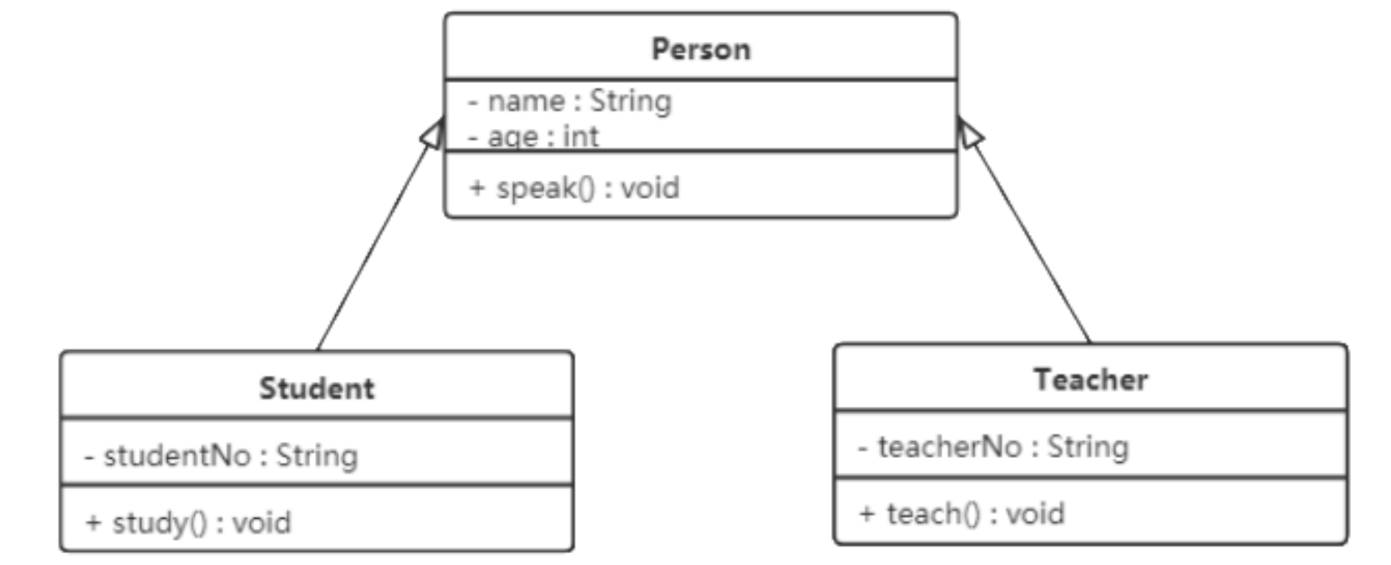 Person
- name : String
- age : int
+ speak() : void
Student
- studentNo : String
+ study() : void
Teacher
- teacherNo : String
+ teach() : void